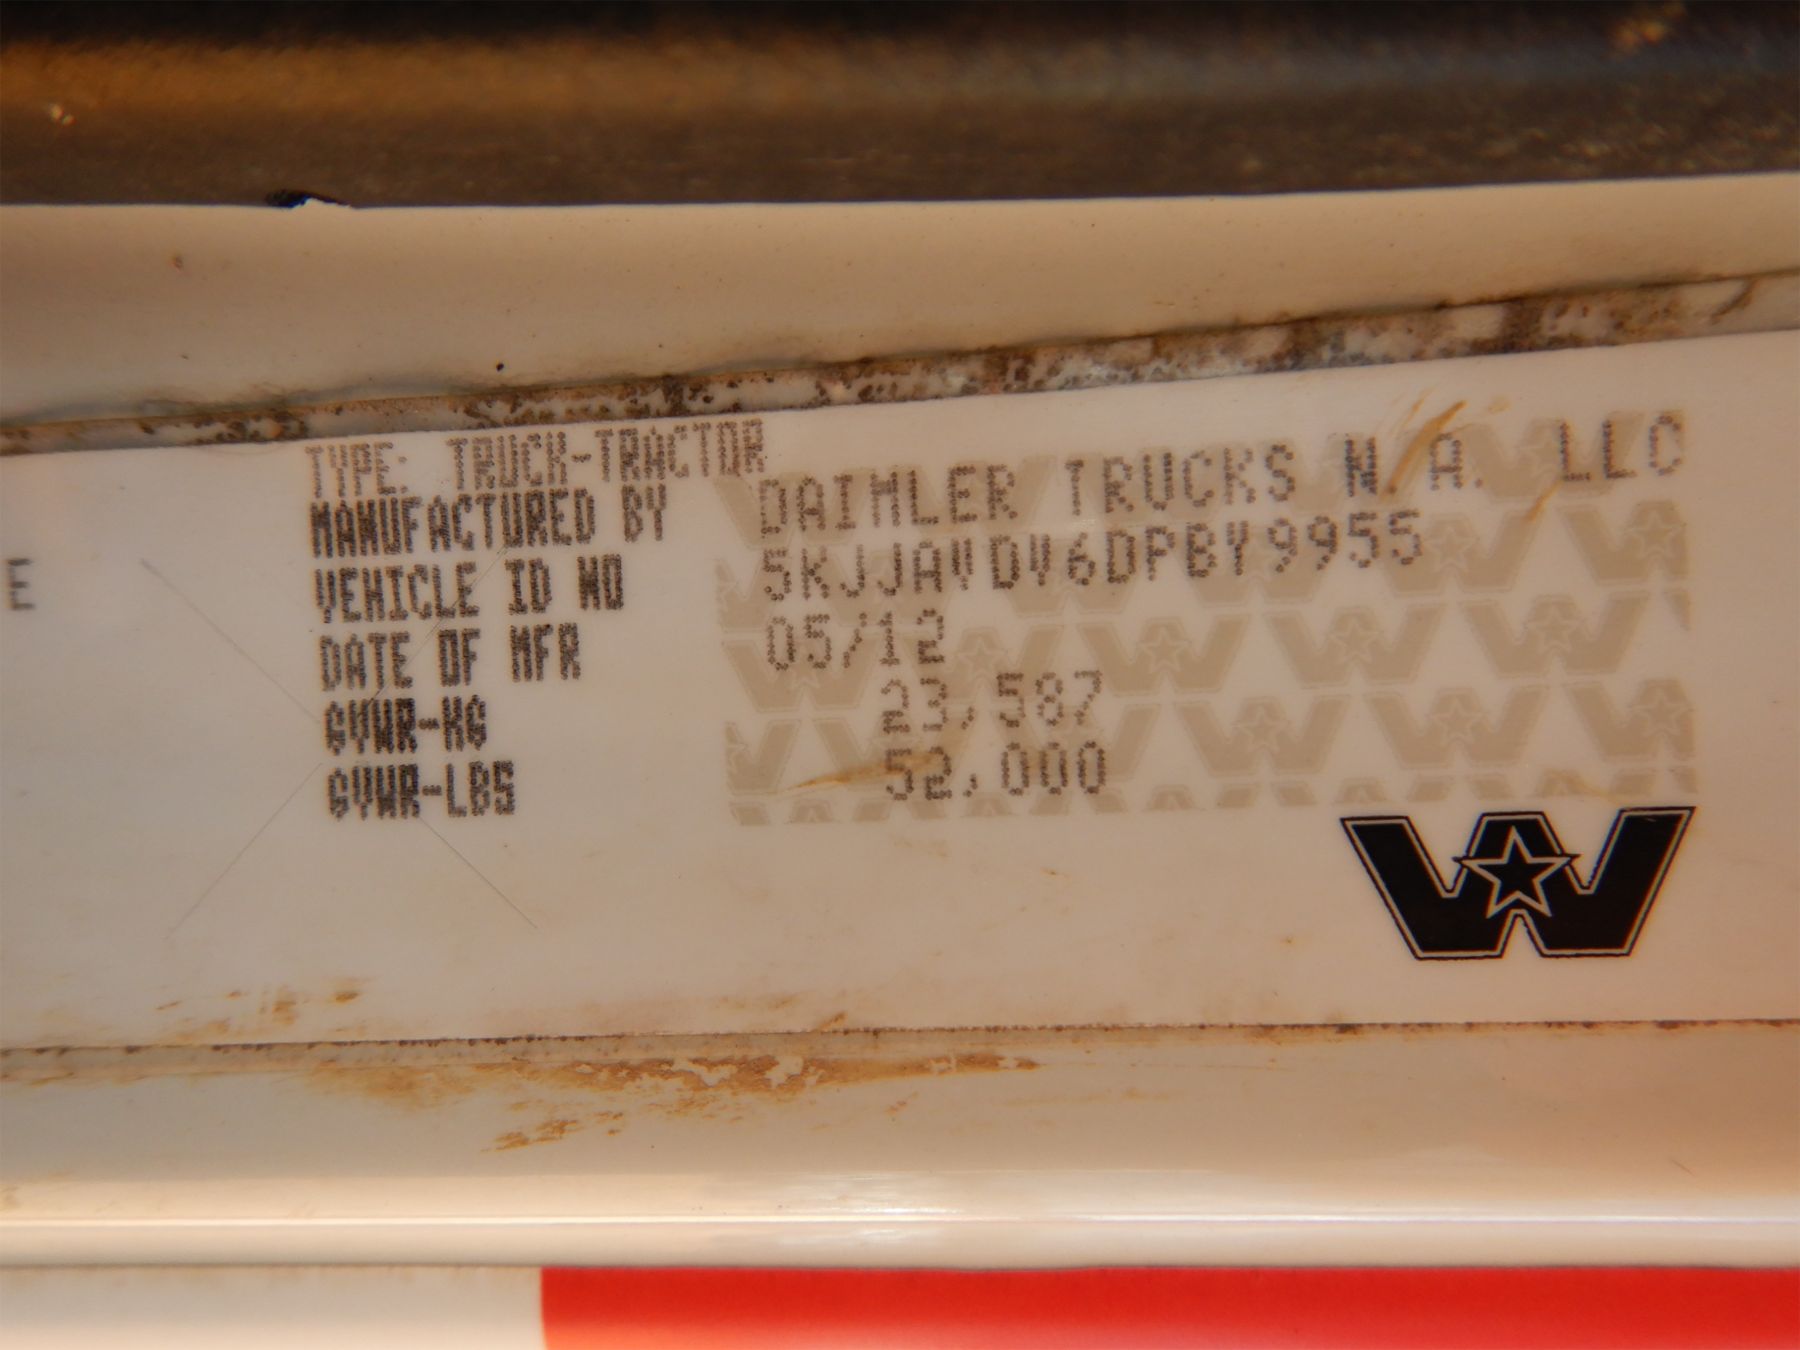 TYPE: TRUCK-TRACTOR
MANUFACTURED BY DAIMLER TRUCKS N.A. LLC
VEHICLE ID NO 5KJJAVDV6DPBY9955
DATE OF MFR 05/12
GVWR-KG 23,587
GVWR-LBS 52,000